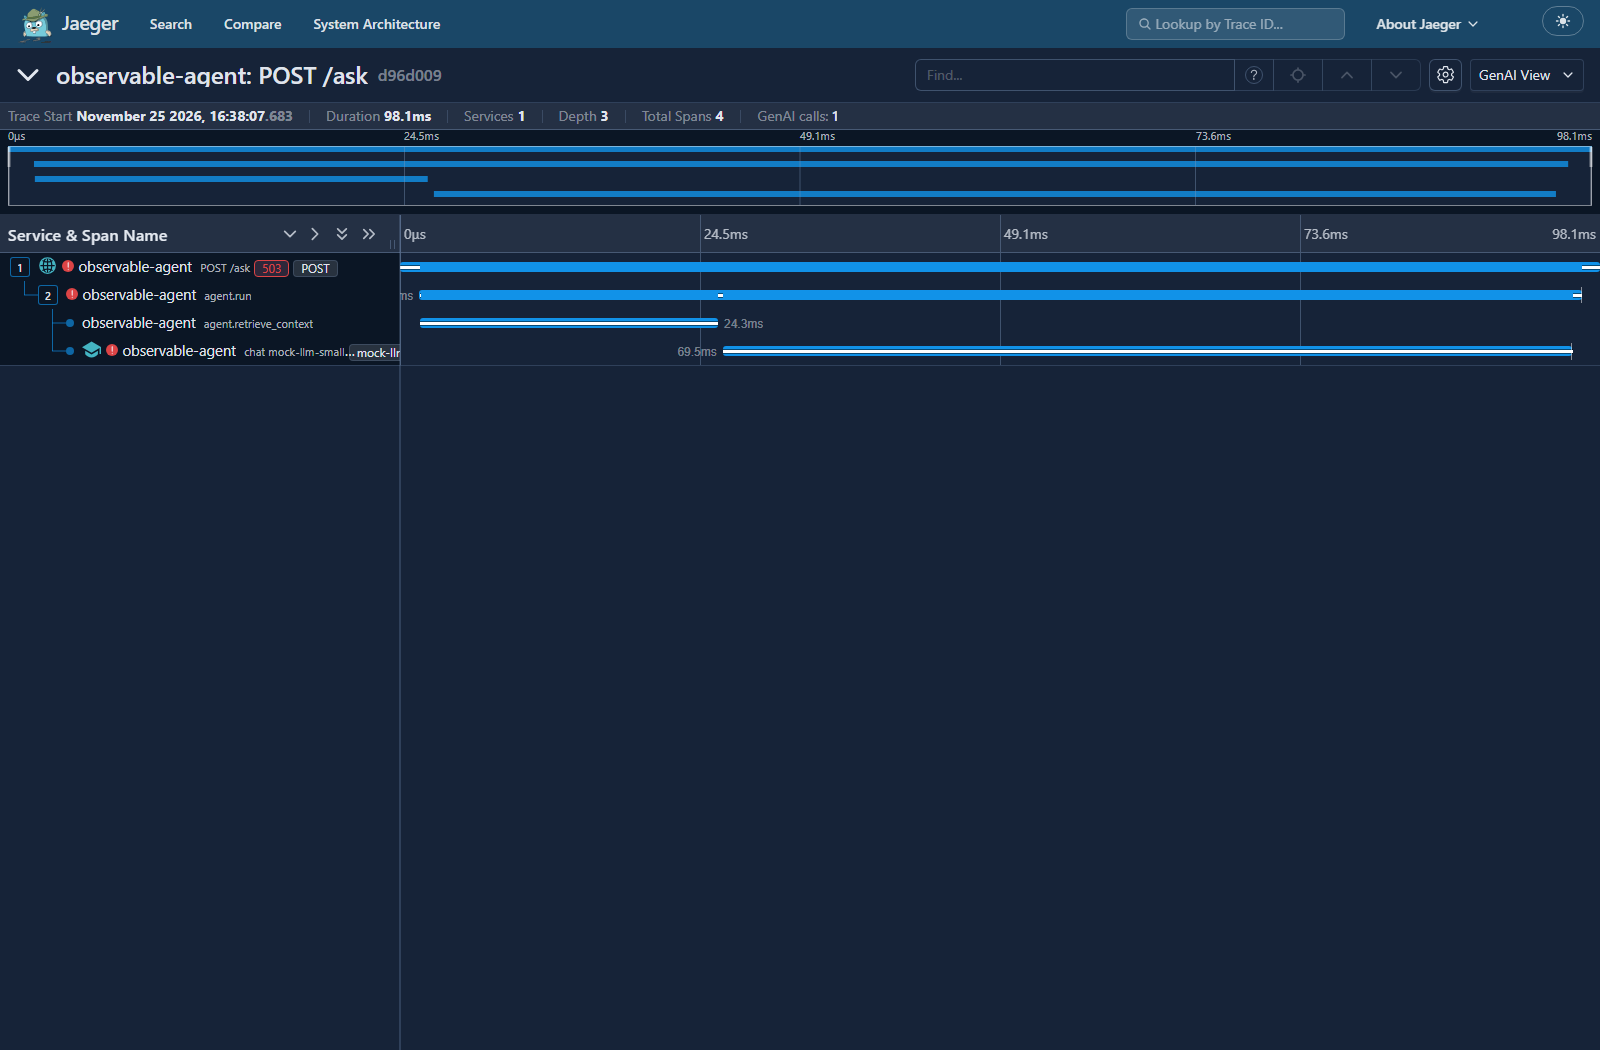 Jaeger Search Compare System Architecture Lookup by Trace ID... About Jaeger
observable-agent: POST /ask d96d009 Find... ? GenAI View
Trace Start November 25 2026, 16:38:07.683 Duration 98.1ms Services 1 Depth 3 Total Spans 4 GenAI calls: 1
0μs 24.5ms 49.1ms 73.6ms 98.1ms
Service & Span Name 0μs 24.5ms 49.1ms 73.6ms 98.1ms
1 observable-agent POST /ask 503 POST
2 observable-agent agent.run ms
observable-agent agent.retrieve_context 24.3ms
observable-agent chat mock-llm-small... mock-llm 69.5ms